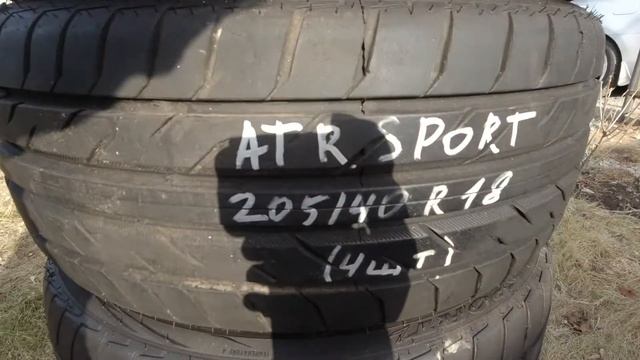 ATR SPORT
205/40 R18
(4шт)